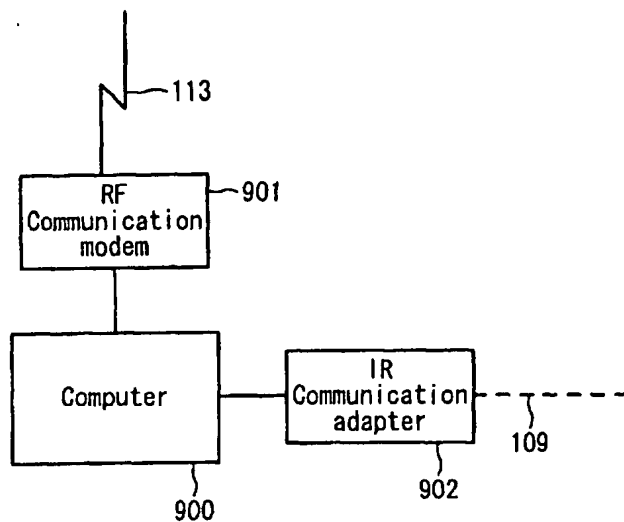 113
RF
Communication
modem
901
Computer
IR
Communication
adapter
109
902
900